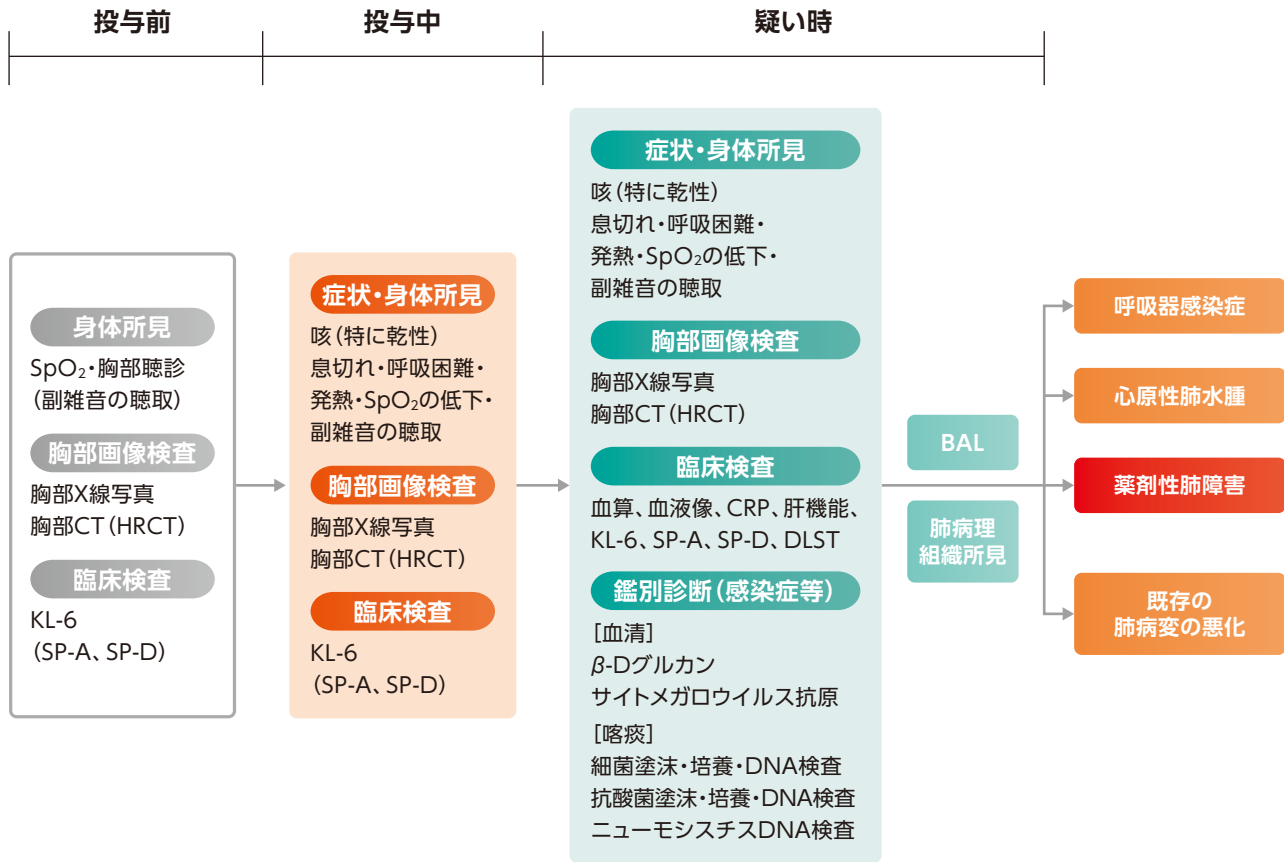 投与前
投与中
疑い時
身体所見
SpO₂・胸部聴診
(副雑音の聴取)
胸部画像検査
胸部X線写真
胸部CT(HRCT)
臨床検査
KL-6
(SP-A、SP-D)
症状・身体所見
咳(特に乾性)
息切れ・呼吸困難・
発熱・SpO₂の低下・
副雑音の聴取
胸部画像検査
胸部X線写真
胸部CT(HRCT)
臨床検査
KL-6
(SP-A、SP-D)
症状・身体所見
咳(特に乾性)
息切れ・呼吸困難・
発熱・SpO₂の低下・
副雑音の聴取
胸部画像検査
胸部X線写真
胸部CT(HRCT)
臨床検査
血算、血液像、CRP、肝機能、
KL-6、SP-A、SP-D、DLST
鑑別診断(感染症等)
[血清]
β-Dグルカン
サイトメガロウイルス抗原
[喀痰]
細菌塗沫・培養・DNA検査
抗酸菌塗沫・培養・DNA検査
ニューモシスチスDNA検査
BAL
肺病理
組織所見
呼吸器感染症
心原性肺水腫
薬剤性肺障害
既存の
肺病変の悪化